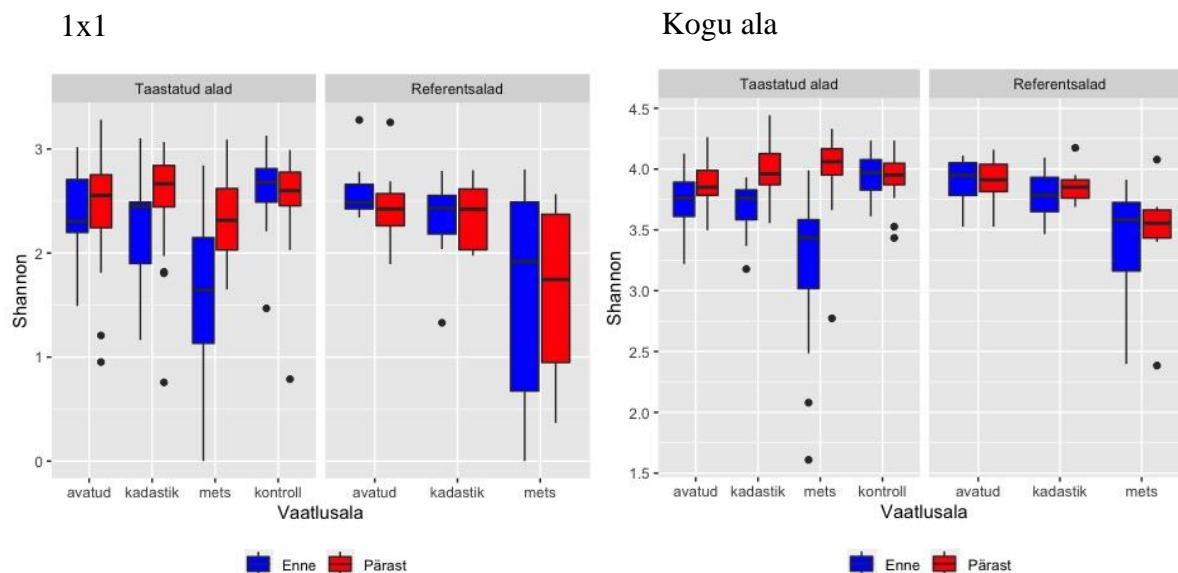 1x1
Kogu ala
Taastatud alad
Referentsalad
Shannon
3
2
1
0
avatud kadastik mets kontroll
avatud kadastik mets
Vaatlusala
Enne Pärast
Taastatud alad
Referentsalad
Shannon
4.5
4.0
3.5
3.0
2.5
2.0
1.5
avatud kadastik mets kontroll
avatud kadastik mets
Vaatlusala
Enne Pärast